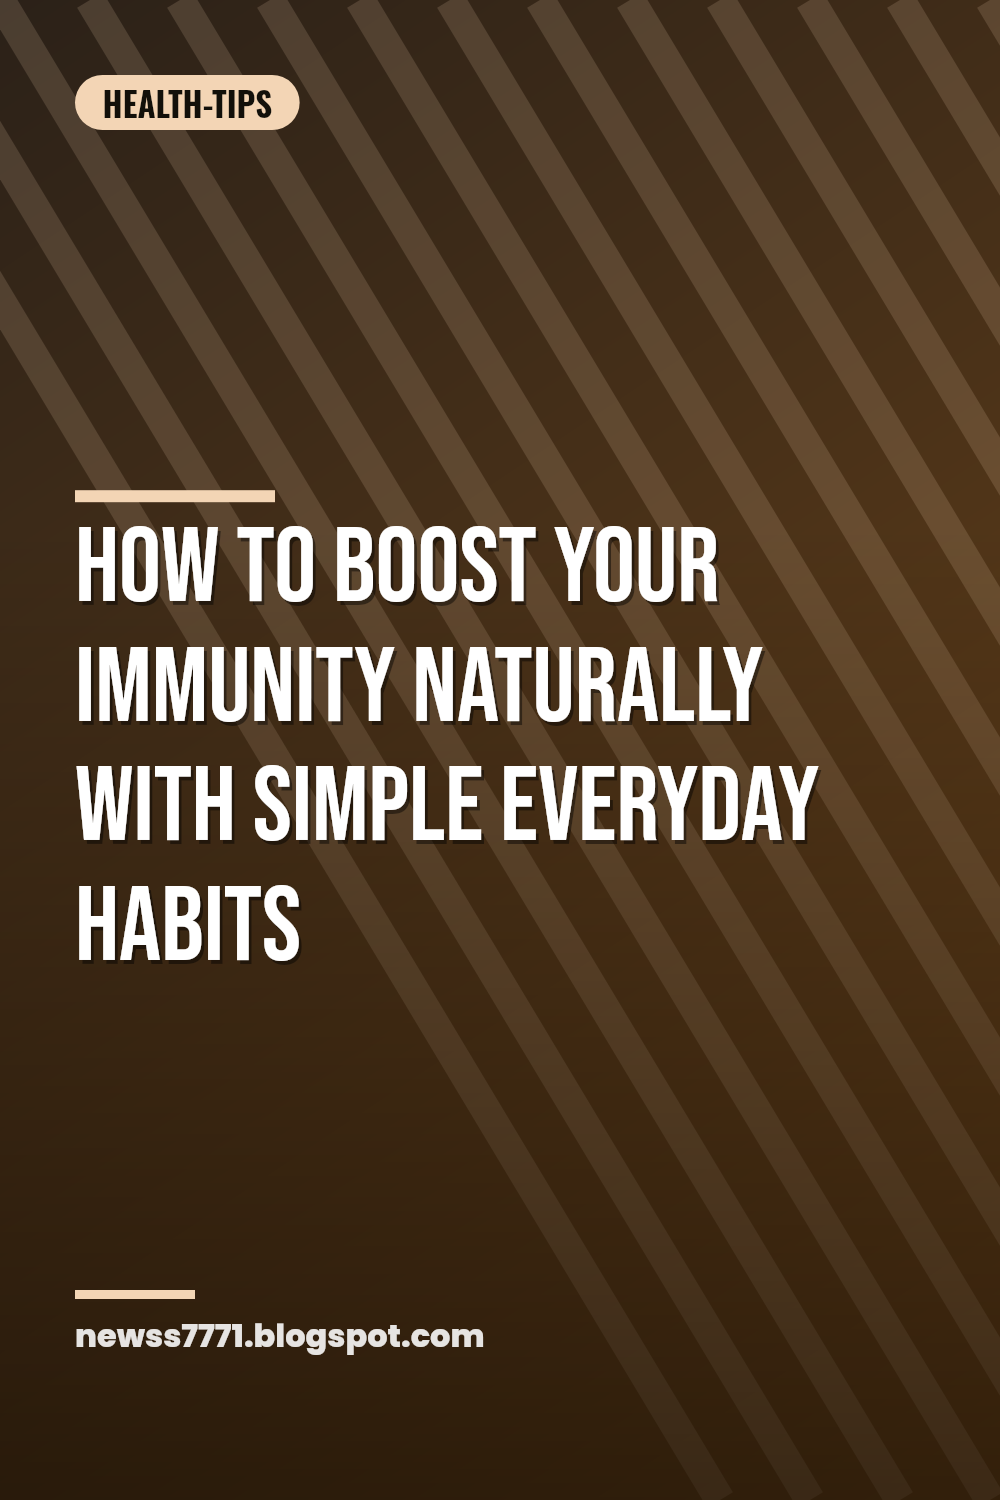 HEALTH-TIPS
HOW TO BOOST YOUR
IMMUNITY NATURALLY
WITH SIMPLE EVERYDAY
HABITS
newss7771.blogspot.com